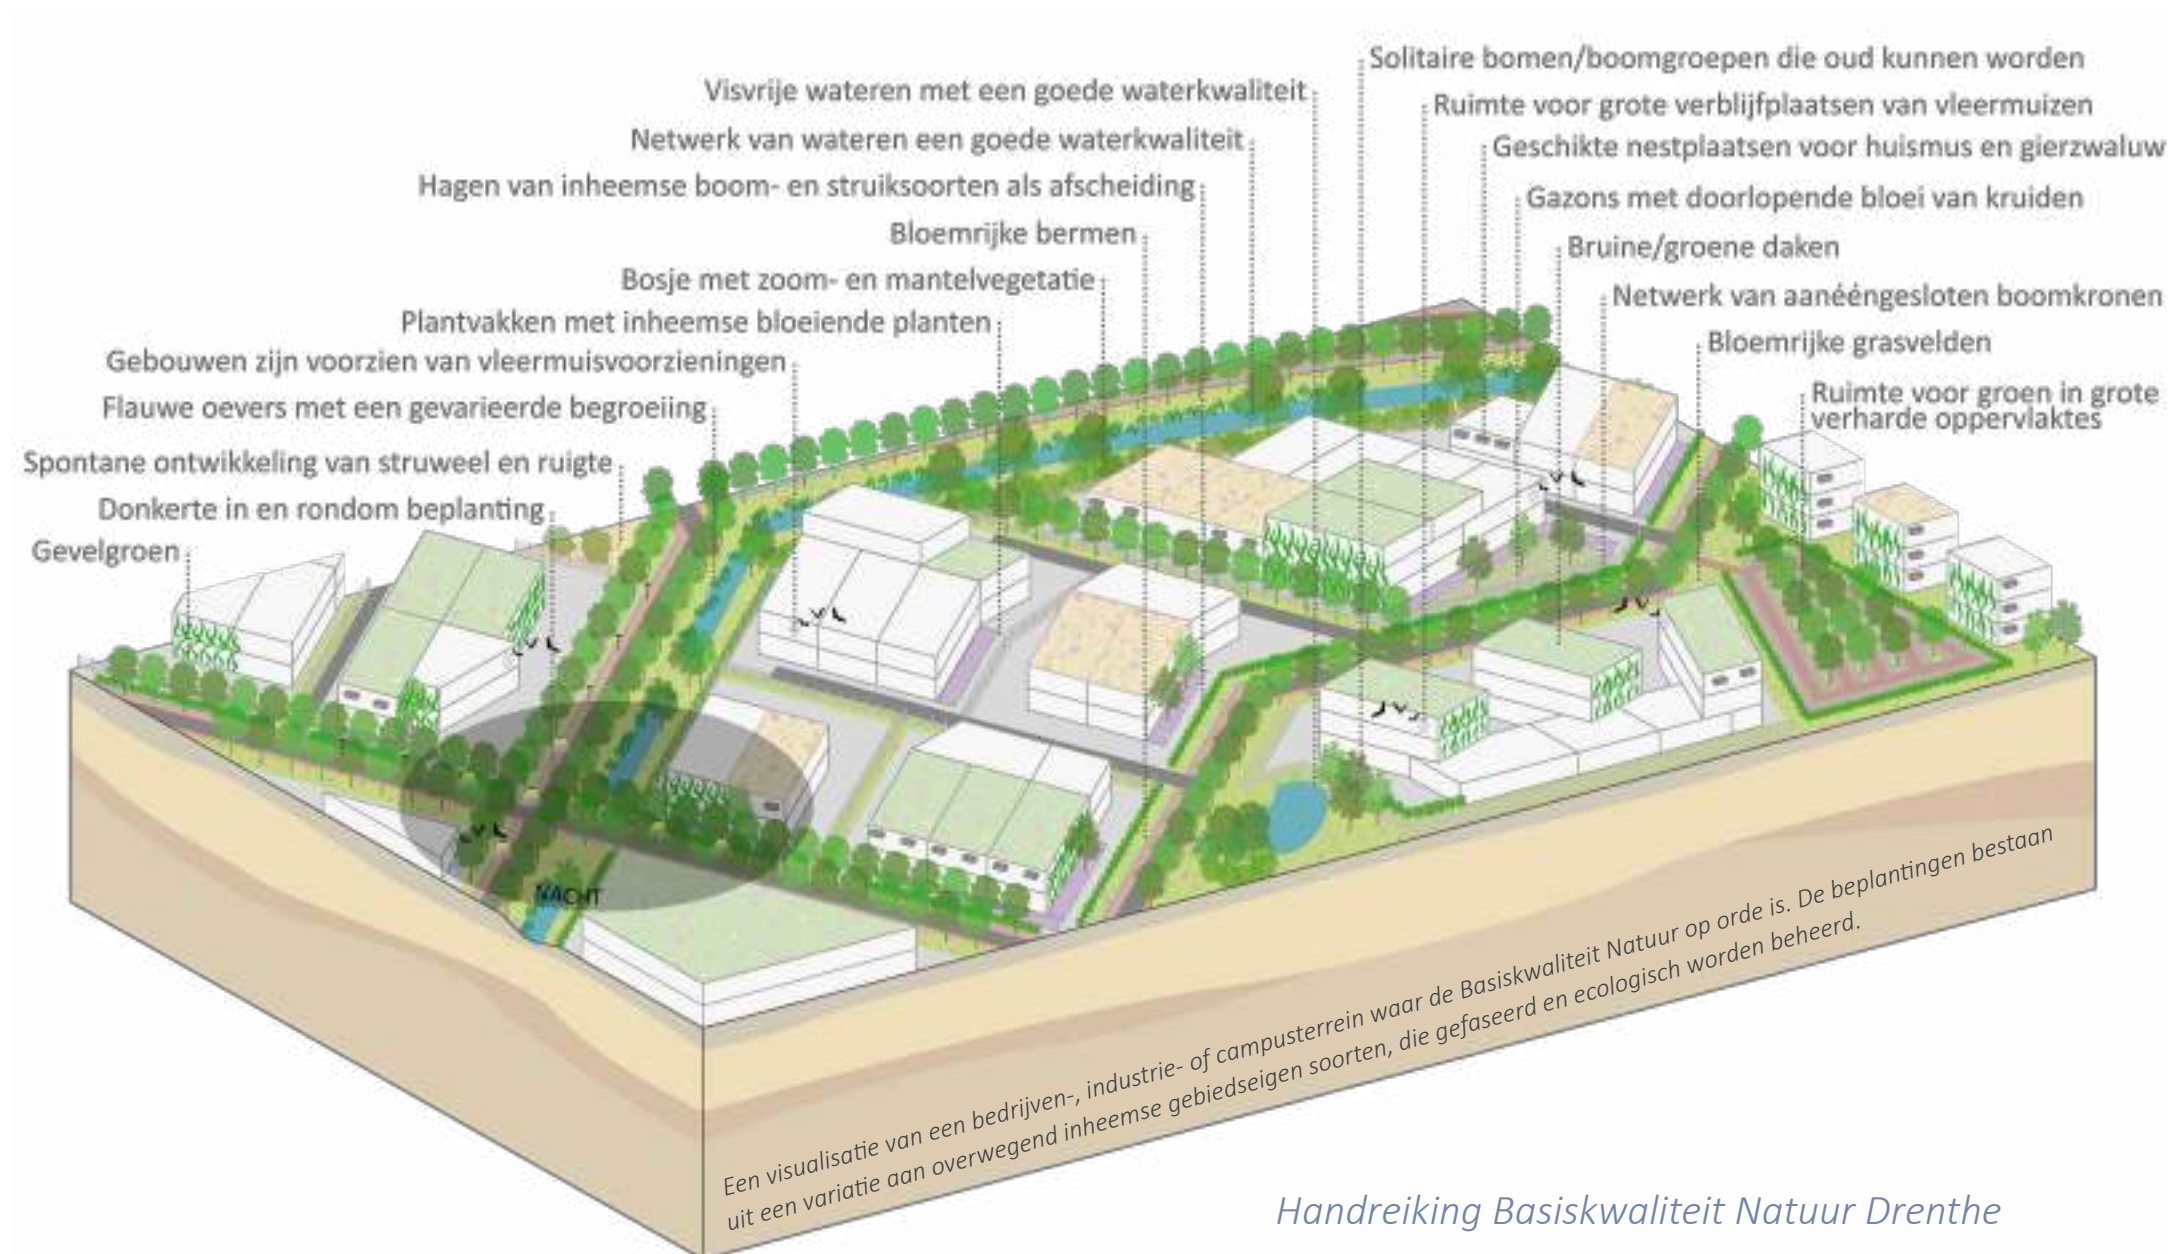 Solitaire bomen/boomgroepen die oud kunnen worden
Visvrije wateren met een goede waterkwaliteit
Ruimte voor grote verblijfplaatsen van vleermuizen
Netwerk van wateren een goede waterkwaliteit
Geschikte nestplaatsen voor huismus en gierzwaluw
Hagen van inheemse boom- en struiksoorten als afscheiding
Gazons met doorlopende bloei van kruiden
Bloemrijke bermen
Bruine/groene daken
Bosje met zoom- en mantelvegetatie
Netwerk van aanééngesloten boomkronen
Plantvakken met inheemse bloeiende planten
Bloemrijke grasvelden
Gebouwen zijn voorzien van vleermuisvoorzieningen
Ruimte voor groen in grote
verharde oppervlaktes
Flauwe oevers met een gevarieerde begroeiing
Spontane ontwikkeling van struweel en ruigte
Donkerte in en rondom beplanting
Gevelgroen
NACHT
Een visualisatie van een bedrijven-, industrie- of campusterrein waar de Basiskwaliteit Natuur op orde is. De beplantingen bestaan
uit een variatie aan overwegend inheemse gebiedseigen soorten, die gefaseerd en ecologisch worden beheerd.
Handreiking Basiskwaliteit Natuur Drenthe